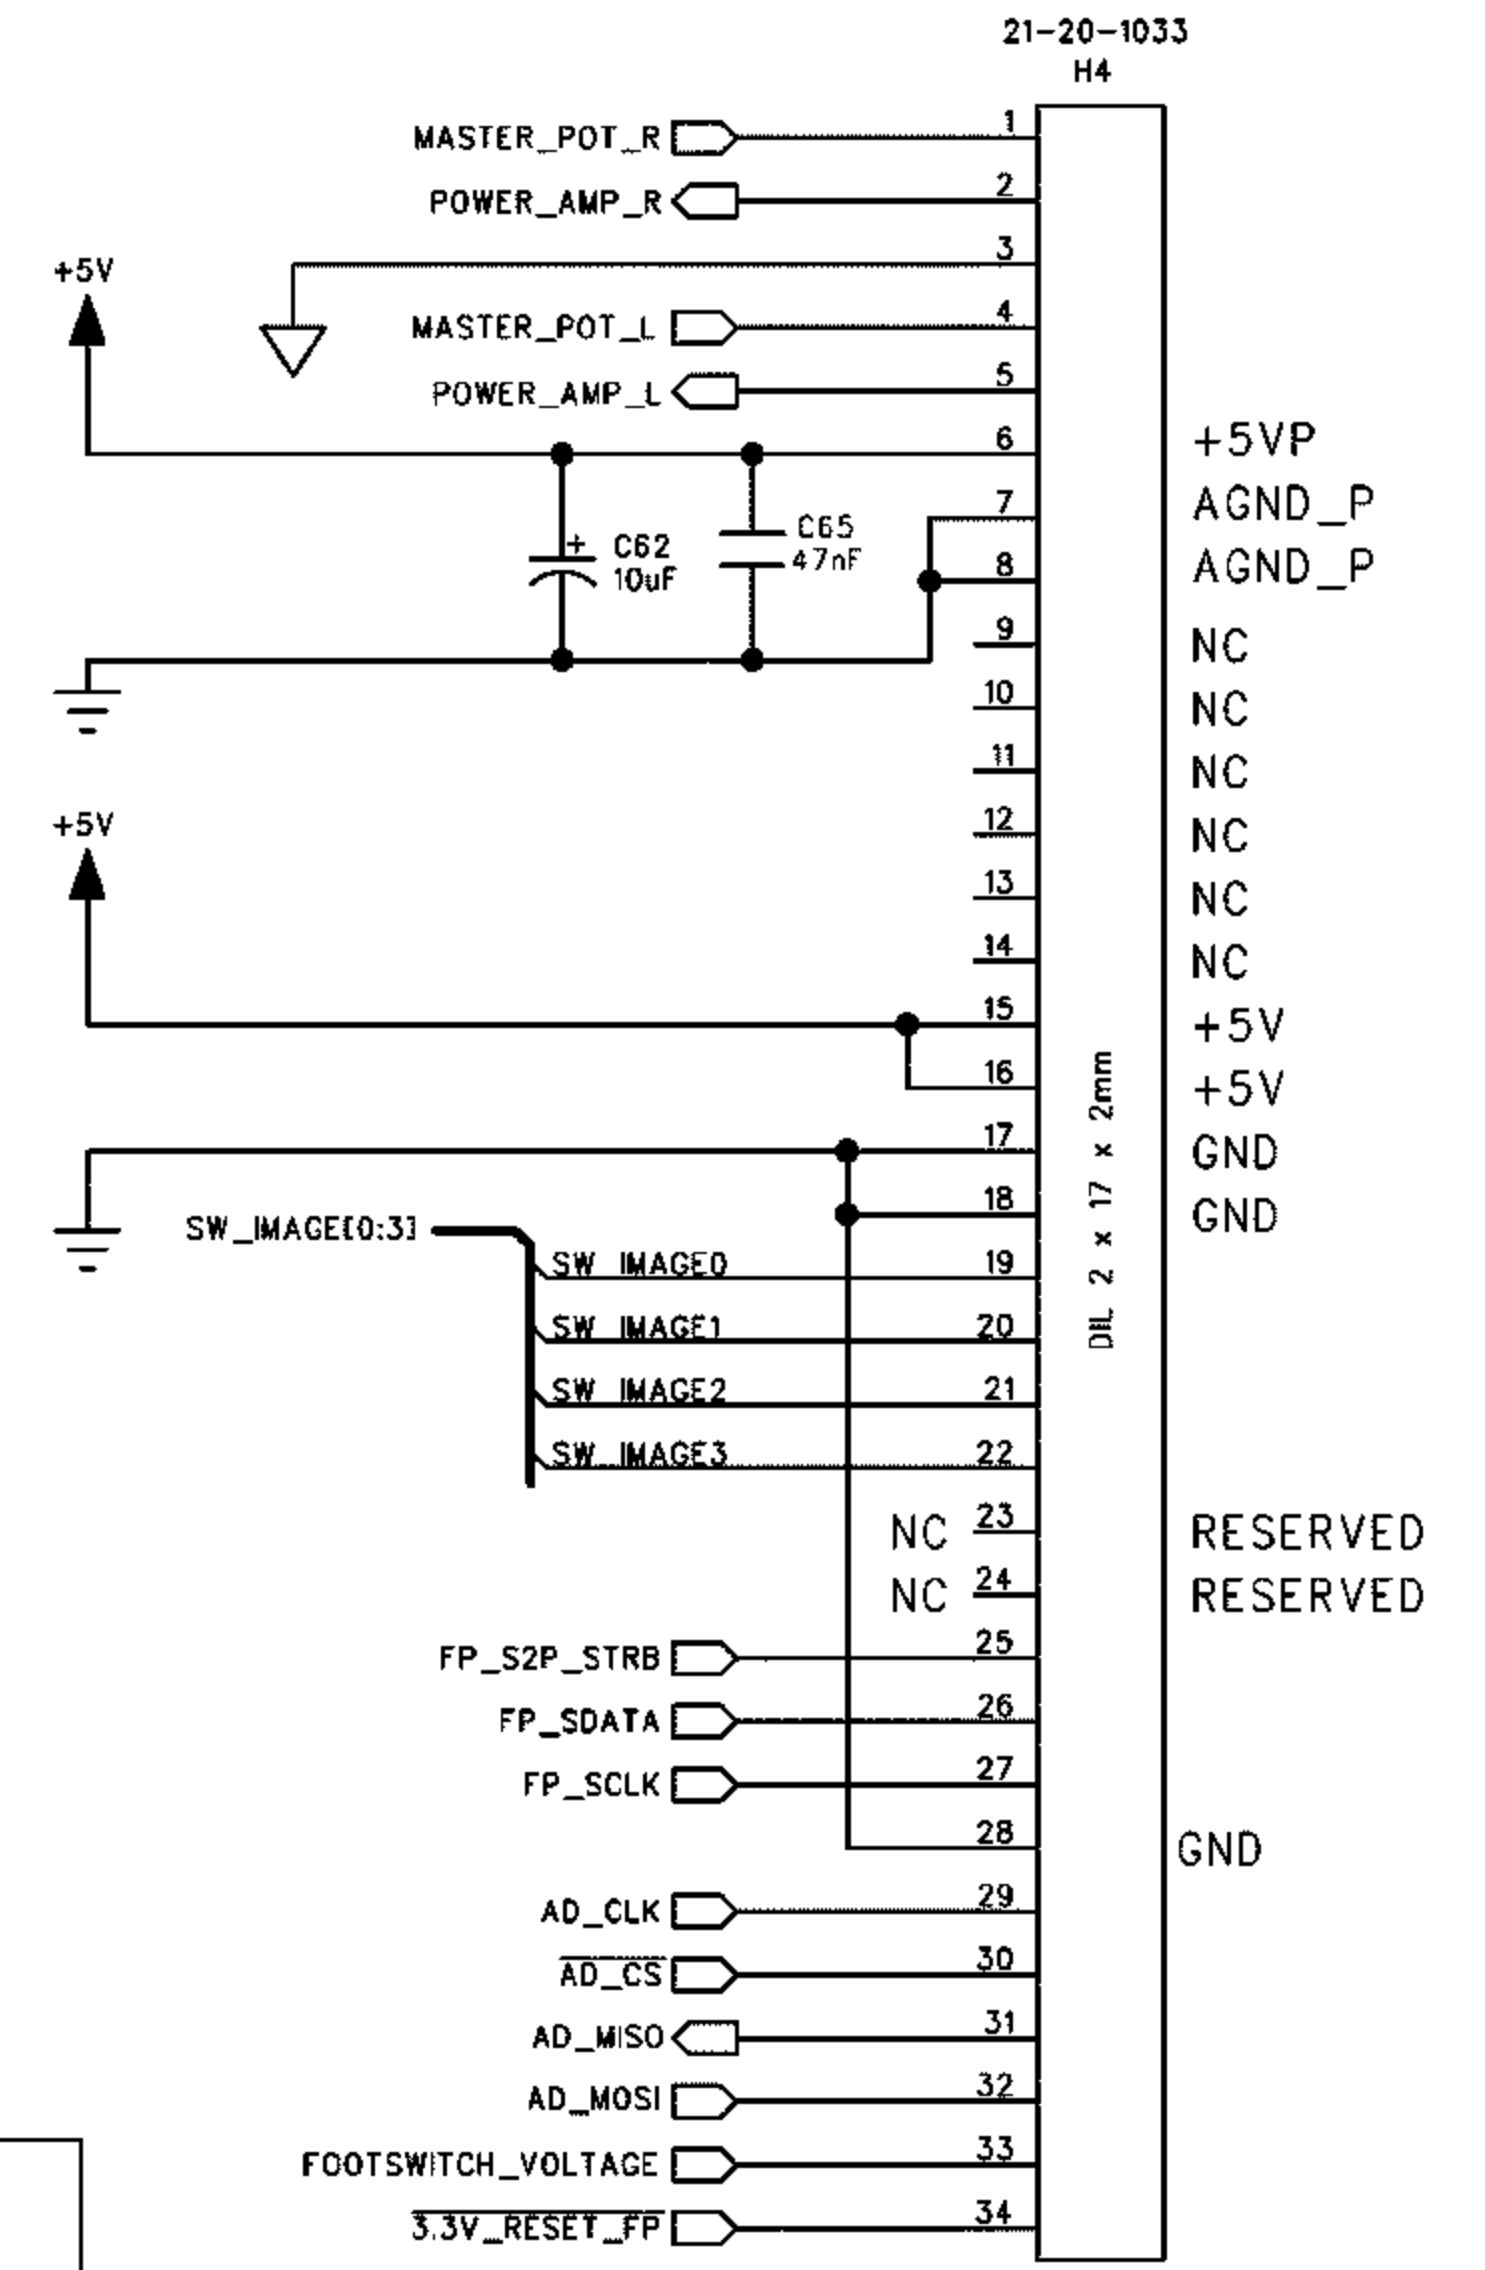 21-20-1033
H4
MASTER_POT_R 1
POWER_AMP_R 2
3
+5V
MASTER_POT_L 4
POWER_AMP_L 5
6 +5VP
7 AGND_P
C62 10uF
C65 47nF
8 AGND_P
9 NC
10 NC
11 NC
12 NC
+5V
13 NC
14 NC
15 +5V
16 +5V
17 GND
18 GND
DIL 2 x 17 x 2mm
SW_IMAGE[0:3]
SW_IMAGE0 19
SW_IMAGE1 20
SW_IMAGE2 21
SW_IMAGE3 22
NC 23 RESERVED
NC 24 RESERVED
FP_S2P_STRB 25
FP_SDATA 26
FP_SCLK 27
28 GND
AD_CLK 29
AD_CS 30
AD_MISO 31
AD_MOSI 32
FOOTSWITCH_VOLTAGE 33
3.3V_RESET_FP 34